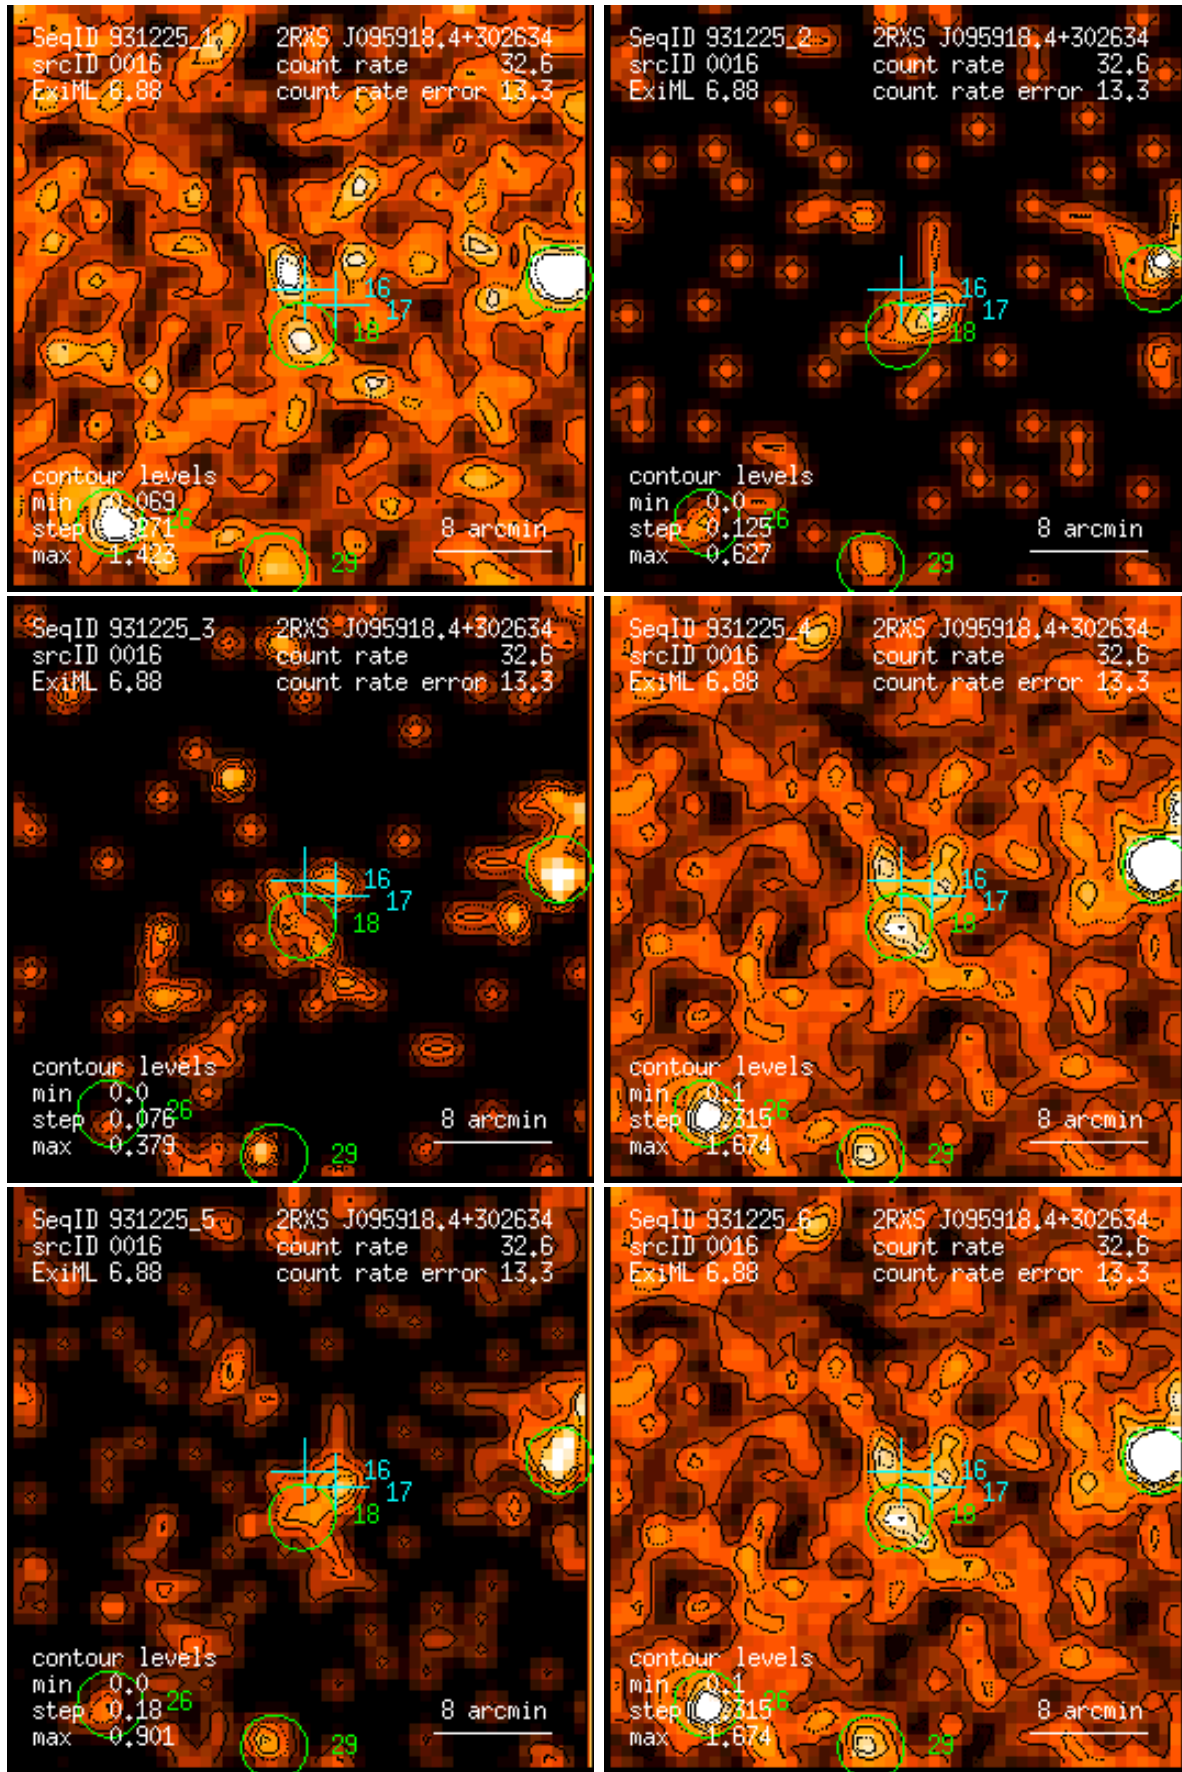 SeqID 931225_1 2RXS J095918.4+302634
srcID 0016 count rate 32.6
ExiML 6.88 count rate error 13.3
16
17
18
contour levels
min 0.069
step 0.271 26 8 arcmin
max 1.423 29
SeqID 931225_2 2RXS J095918.4+302634
srcID 0016 count rate 32.6
ExiML 6.88 count rate error 13.3
16
17
18
contour levels
min 0.0
step 0.125 26 8 arcmin
max 0.627 29
SeqID 931225_3 2RXS J095918.4+302634
srcID 0016 count rate 32.6
ExiML 6.88 count rate error 13.3
16
17
18
contour levels
min 0.0
step 0.076 26 8 arcmin
max 0.379 29
SeqID 931225_4 2RXS J095918.4+302634
srcID 0016 count rate 32.6
ExiML 6.88 count rate error 13.3
16
17
18
contour levels
min 0.1
step 0.315 26 8 arcmin
max 1.674 29
SeqID 931225_5 2RXS J095918.4+302634
srcID 0016 count rate 32.6
ExiML 6.88 count rate error 13.3
16
17
18
contour levels
min 0.0
step 0.18 26 8 arcmin
max 0.901 29
SeqID 931225_6 2RXS J095918.4+302634
srcID 0016 count rate 32.6
ExiML 6.88 count rate error 13.3
16
17
18
contour levels
min 0.1
step 0.315 26 8 arcmin
max 1.674 29